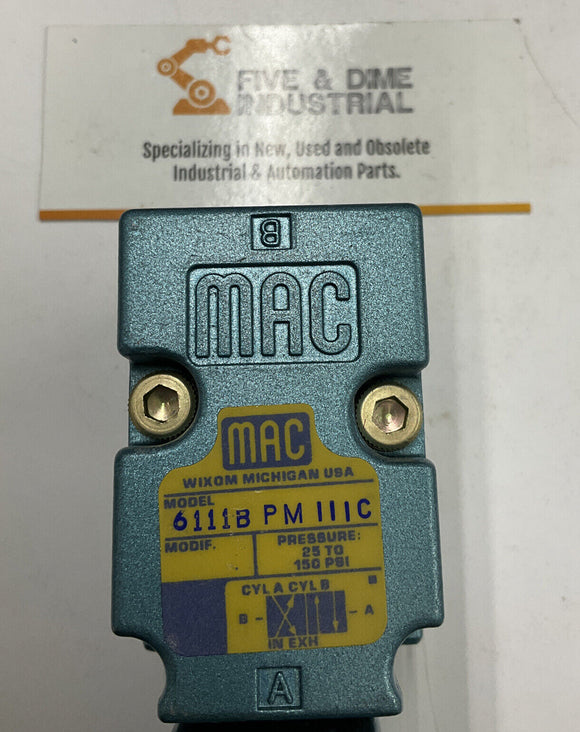 FIVE & DIME
INDUSTRIAL
Specializing in New, Used and Obsolete
Industrial & Automation Parts.
B
MAC
MAC
WIXOM MICHIGAN USA
MODEL
6111B PM 111C
MODIF.
PRESSURE:
25 TO
150 PSI
CYL A CYL B
B - - A
IN EXH
A